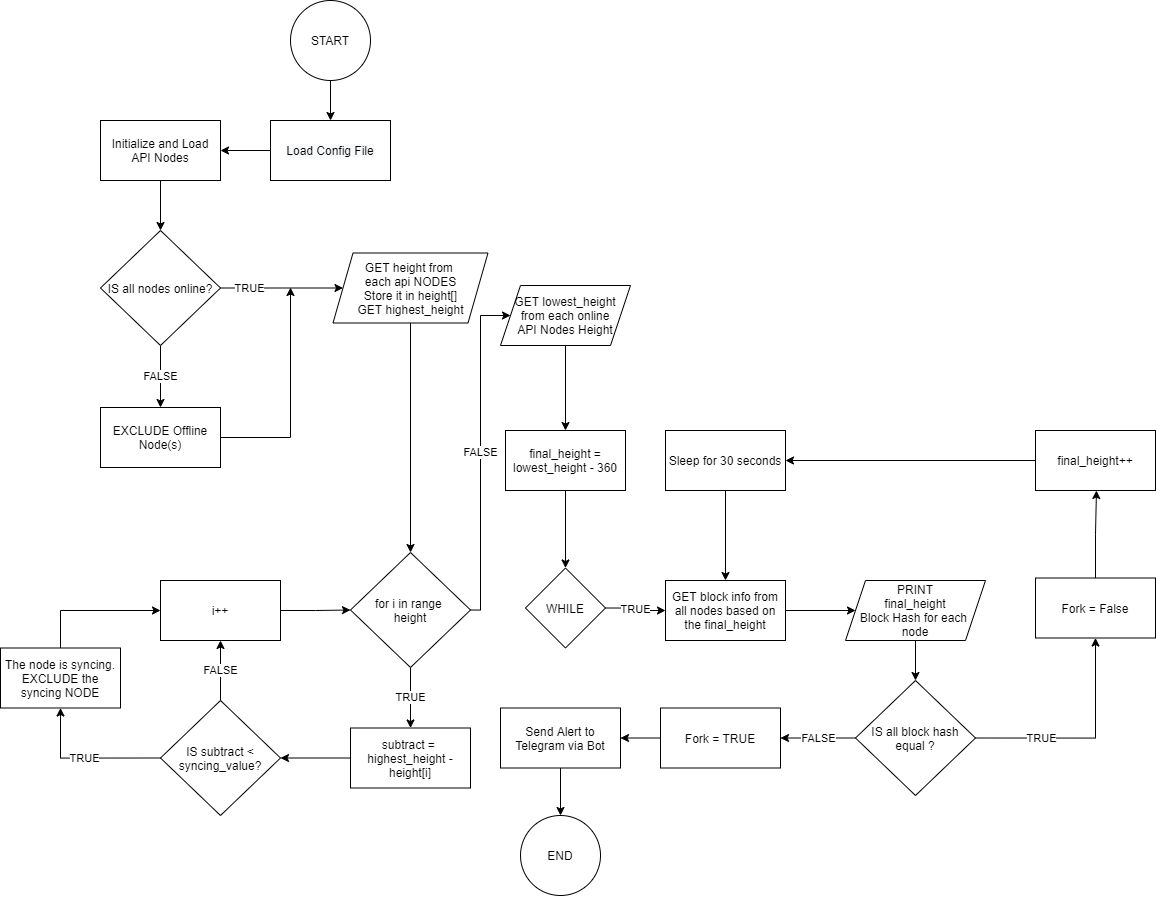 START
Load Config File
Initialize and Load
API Nodes
IS all nodes online?
TRUE
FALSE
EXCLUDE Offline
Node(s)
GET height from
each api NODES
Store it in height[]
GET highest_height
for i in range
height
TRUE
subtract =
highest_height -
height[i]
IS subtract <
syncing_value?
TRUE
The node is syncing.
EXCLUDE the
syncing NODE
FALSE
i++
FALSE
GET lowest_height
from each online
API Nodes Height
final_height =
lowest_height - 360
WHILE
TRUE
GET block info from
all nodes based on
the final_height
PRINT
final_height
Block Hash for each
node
IS all block hash
equal ?
TRUE
Fork = False
final_height++
Sleep for 30 seconds
FALSE
Fork = TRUE
Send Alert to
Telegram via Bot
END